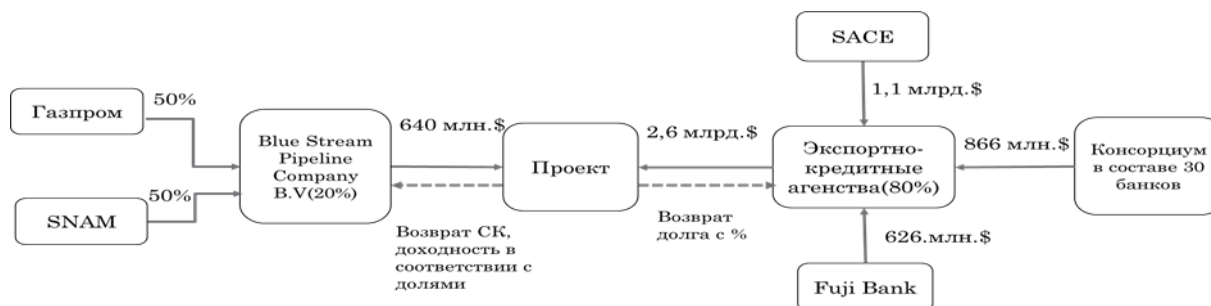 SACE
1,1 млрд.$
Газпром
50%
SNAM
50%
Blue Stream
Pipeline
Company
B.V(20%)
640 млн.$
Возврат СК,
доходность в
соответствии с
долями
Проект
2,6 млрд.$
Возврат
долга с %
Экспортно-
кредитные
агенства(80%)
866 млн.$
Консорциум
в составе 30
банков
626.млн.$
Fuji Bank